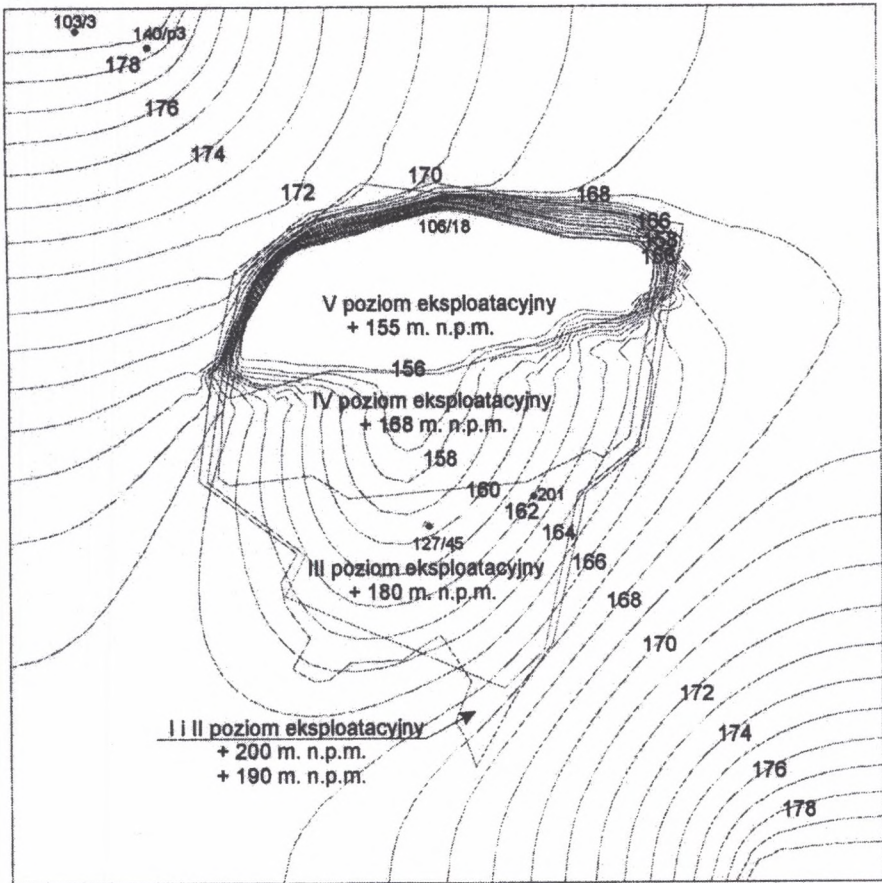 103/3
140/p3
178
176
174
172
170
168
166
158
106/18
V poziom eksploatacyjny
+ 155 m. n.p.m.
156
IV poziom eksploatacyjny
+ 168 m. n.p.m.
158
160
201
162
127/45
164
III poziom eksploatacyjny
+ 180 m. n.p.m.
166
168
170
172
I i II poziom eksploatacyjny
+ 200 m. n.p.m.
+ 190 m. n.p.m.
174
176
178